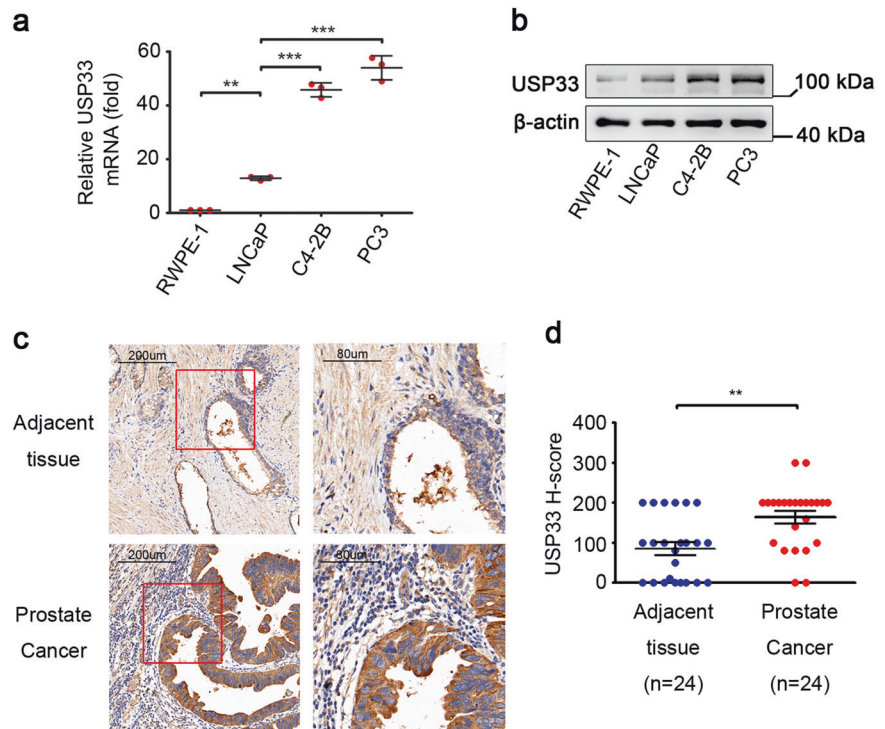 a
***
***
**
60
40
20
0
Relative USP33
mRNA (fold)
RWPE-1
LNCaP
C4-2B
PC3
b
USP33
β-actin
100 kDa
40 kDa
RWPE-1
LNCaP
C4-2B
PC3
c
200um
80um
Adjacent
tissue
200um
80um
Prostate
Cancer
d
**
400
300
200
100
0
USP33 H-score
Adjacent
tissue
(n=24)
Prostate
Cancer
(n=24)